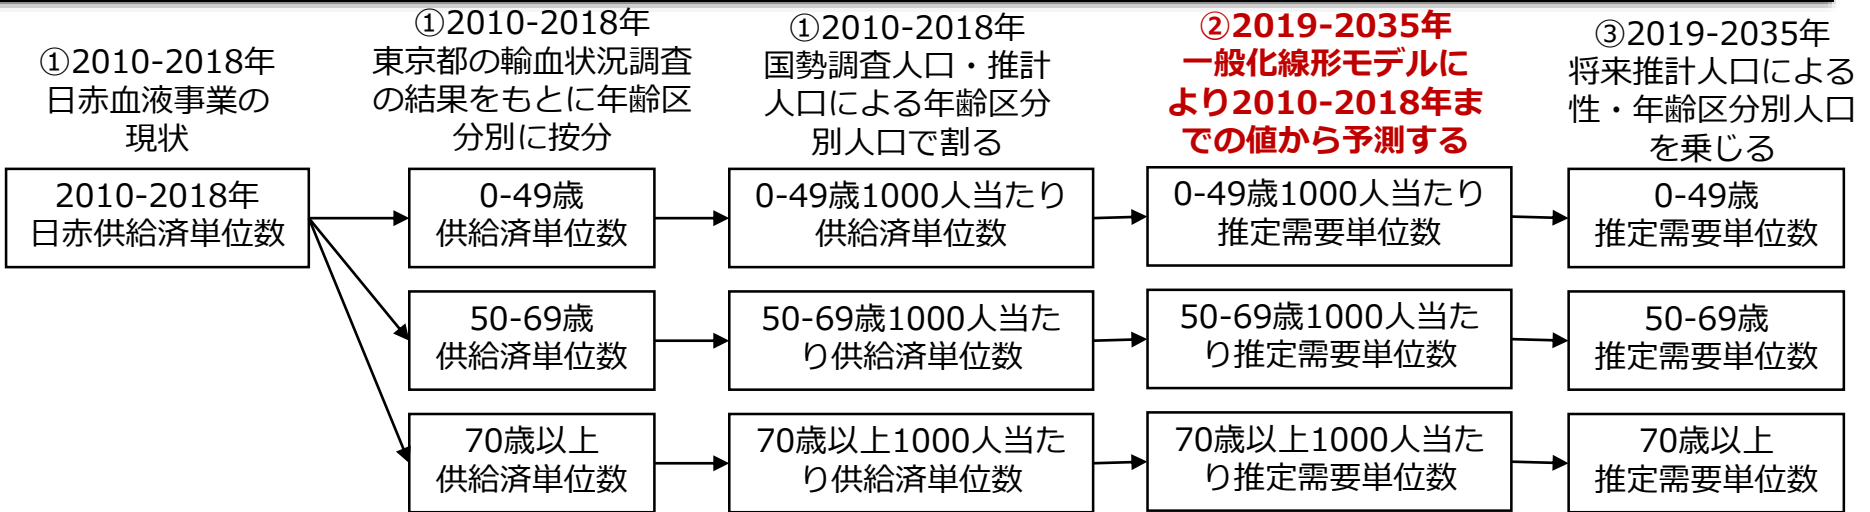 ①2010-2018年
日赤血液事業の
現状
①2010-2018年
東京都の輸血状況調査
の結果をもとに年齢区
分別に按分
①2010-2018年
国勢調査人口・推計
人口による年齢区分
別人口で割る
②2019-2035年
一般化線形モデルに
より2010-2018年ま
での値から予測する
③2019-2035年
将来推計人口による
性・年齢区分別人口
を乗じる
2010-2018年
日赤供給済単位数
0-49歳
供給済単位数
0-49歳1000人当たり
供給済単位数
0-49歳1000人当たり
推定需要単位数
0-49歳
推定需要単位数
50-69歳
供給済単位数
50-69歳1000人当た
り供給済単位数
50-69歳1000人当た
り推定需要単位数
50-69歳
推定需要単位数
70歳以上
供給済単位数
70歳以上1000人当た
り供給済単位数
70歳以上1000人当た
り推定需要単位数
70歳以上
推定需要単位数